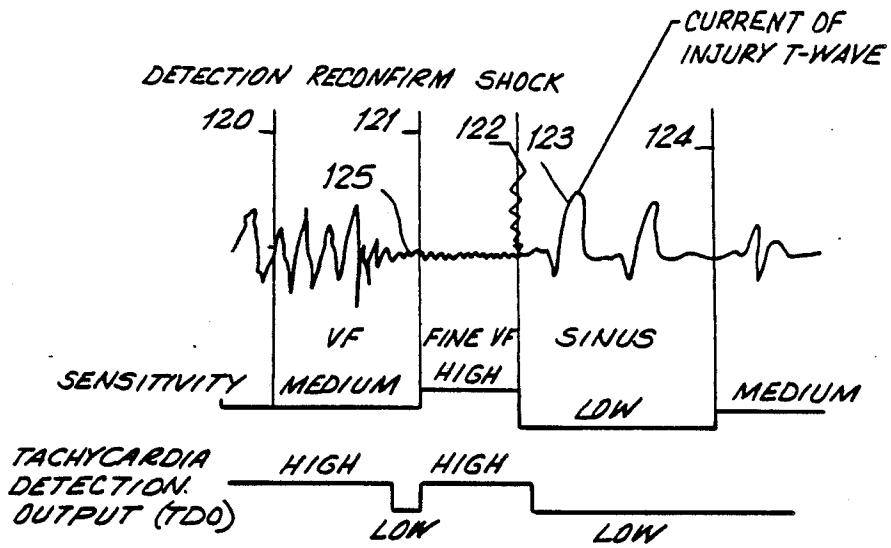 CURRENT OF
INJURY T-WAVE
DETECTION RECONFIRM SHOCK
120 121 122 123 124
125
VF FINE VF SINUS
SENSITIVITY MEDIUM HIGH LOW MEDIUM
TACHYCARDIA
DETECTION.
OUTPUT (TDO)
HIGH HIGH
LOW LOW